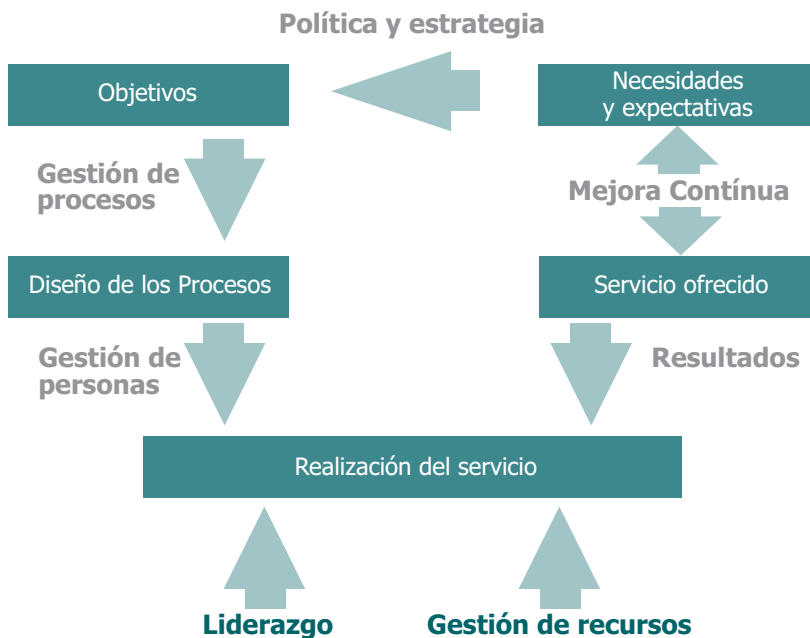 Política y estrategia
Objetivos
Necesidades
y expectativas
Gestión de
procesos
Mejora Contínua
Diseño de los Procesos
Servicio ofrecido
Gestión de
personas
Resultados
Realización del servicio
Liderazgo
Gestión de recursos